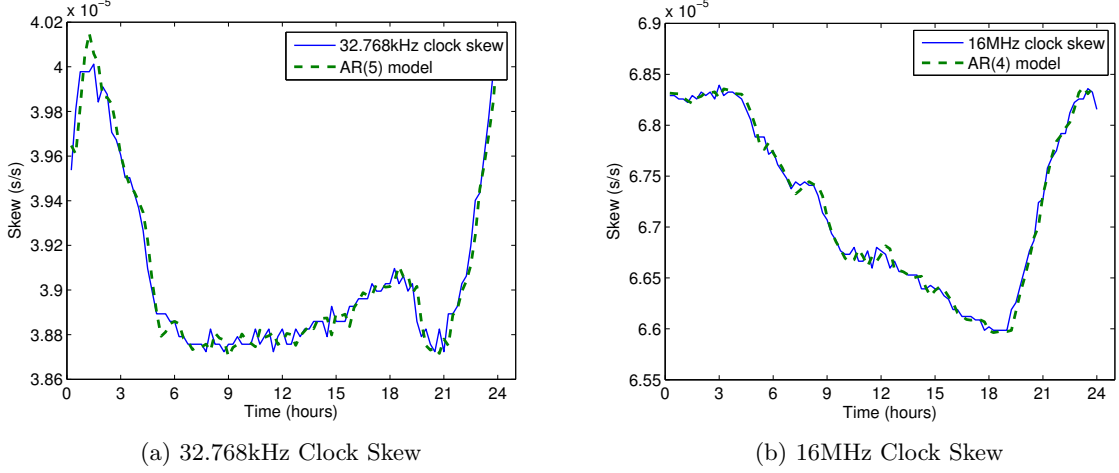 x 10⁻⁵
4.02
4
3.98
3.96
3.94
3.92
3.9
3.88
3.86
Skew (s/s)
32.768kHz clock skew
AR(5) model
0 3 6 9 12 15 18 21 24
Time (hours)
(a) 32.768kHz Clock Skew
x 10⁻⁵
6.9
6.85
6.8
6.75
6.7
6.65
6.6
6.55
Skew (s/s)
16MHz clock skew
AR(4) model
0 3 6 9 12 15 18 21 24
Time (hours)
(b) 16MHz Clock Skew